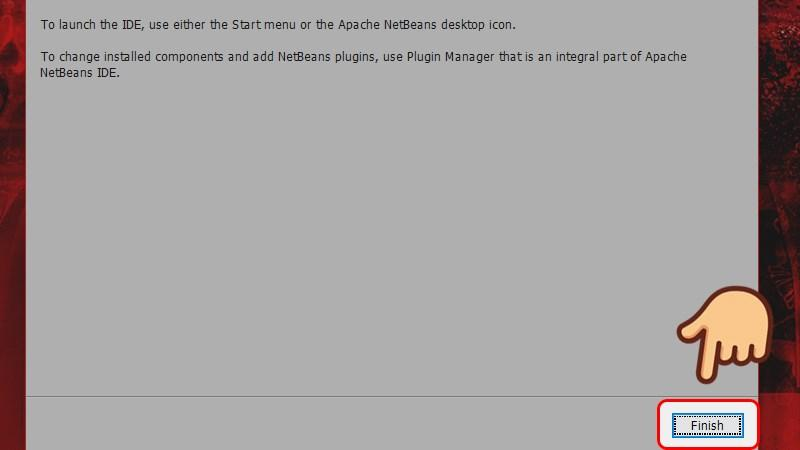 To launch the IDE, use either the Start menu or the Apache NetBeans desktop icon.
To change installed components and add NetBeans plugins, use Plugin Manager that is an integral part of Apache
NetBeans IDE.
Finish